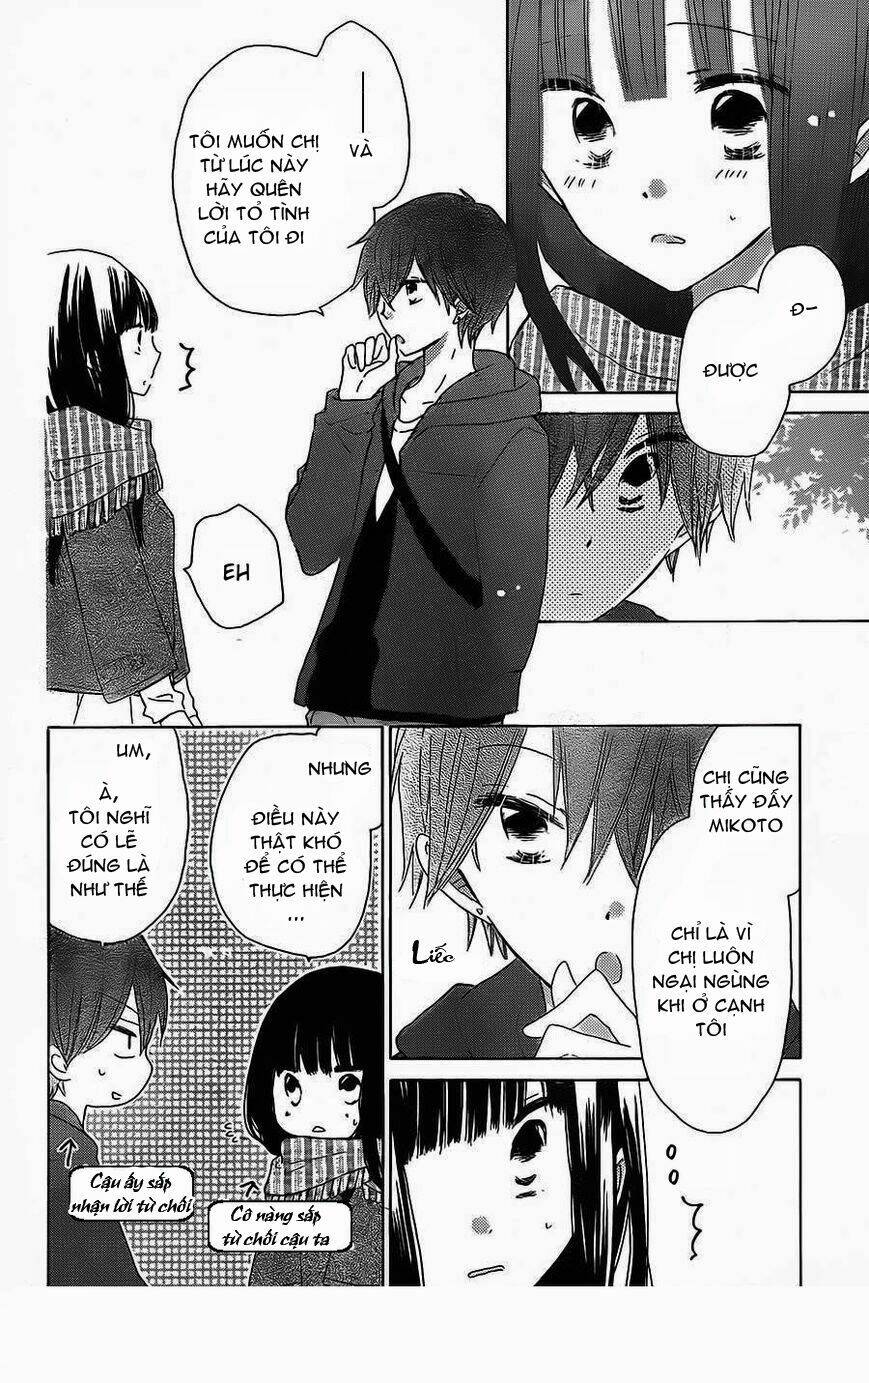 Đ-
ĐƯỢC
VÀ
TÔI MUỐN CHỊ
TỪ LÚC NÀY
HÃY QUÊN
LỜI TỎ TÌNH
CỦA TÔI ĐI
EH
CHỊ CŨNG
THẤY ĐẤY
MIKOTO
CHỈ LÀ VÌ
CHỊ LUÔN
NGẠI NGÙNG
KHI Ở CẠNH
TÔI
Liếc
NHƯNG
ĐIỀU NÀY
THẬT KHÓ
ĐỂ CÓ THỂ
THỰC HIỆN
...
UM,
À,
TÔI NGHĨ
CÓ LẼ
ĐÚNG LÀ
NHƯ THẾ
Cô nàng sắp
từ chối cậu ta
Cậu ấy sắp
nhận lời từ chối